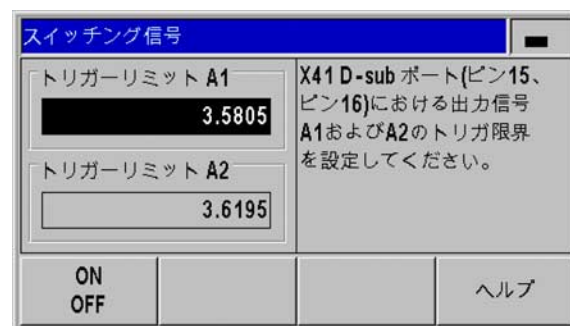 スイッチング信号
トリガーリミット A1
3.5805
トリガーリミット A2
3.6195
X41 D-sub ポート(ピン15、
ピン16)における出力信号
A1およびA2のトリガ限界
を設定してください。
ON
OFF
ヘルプ